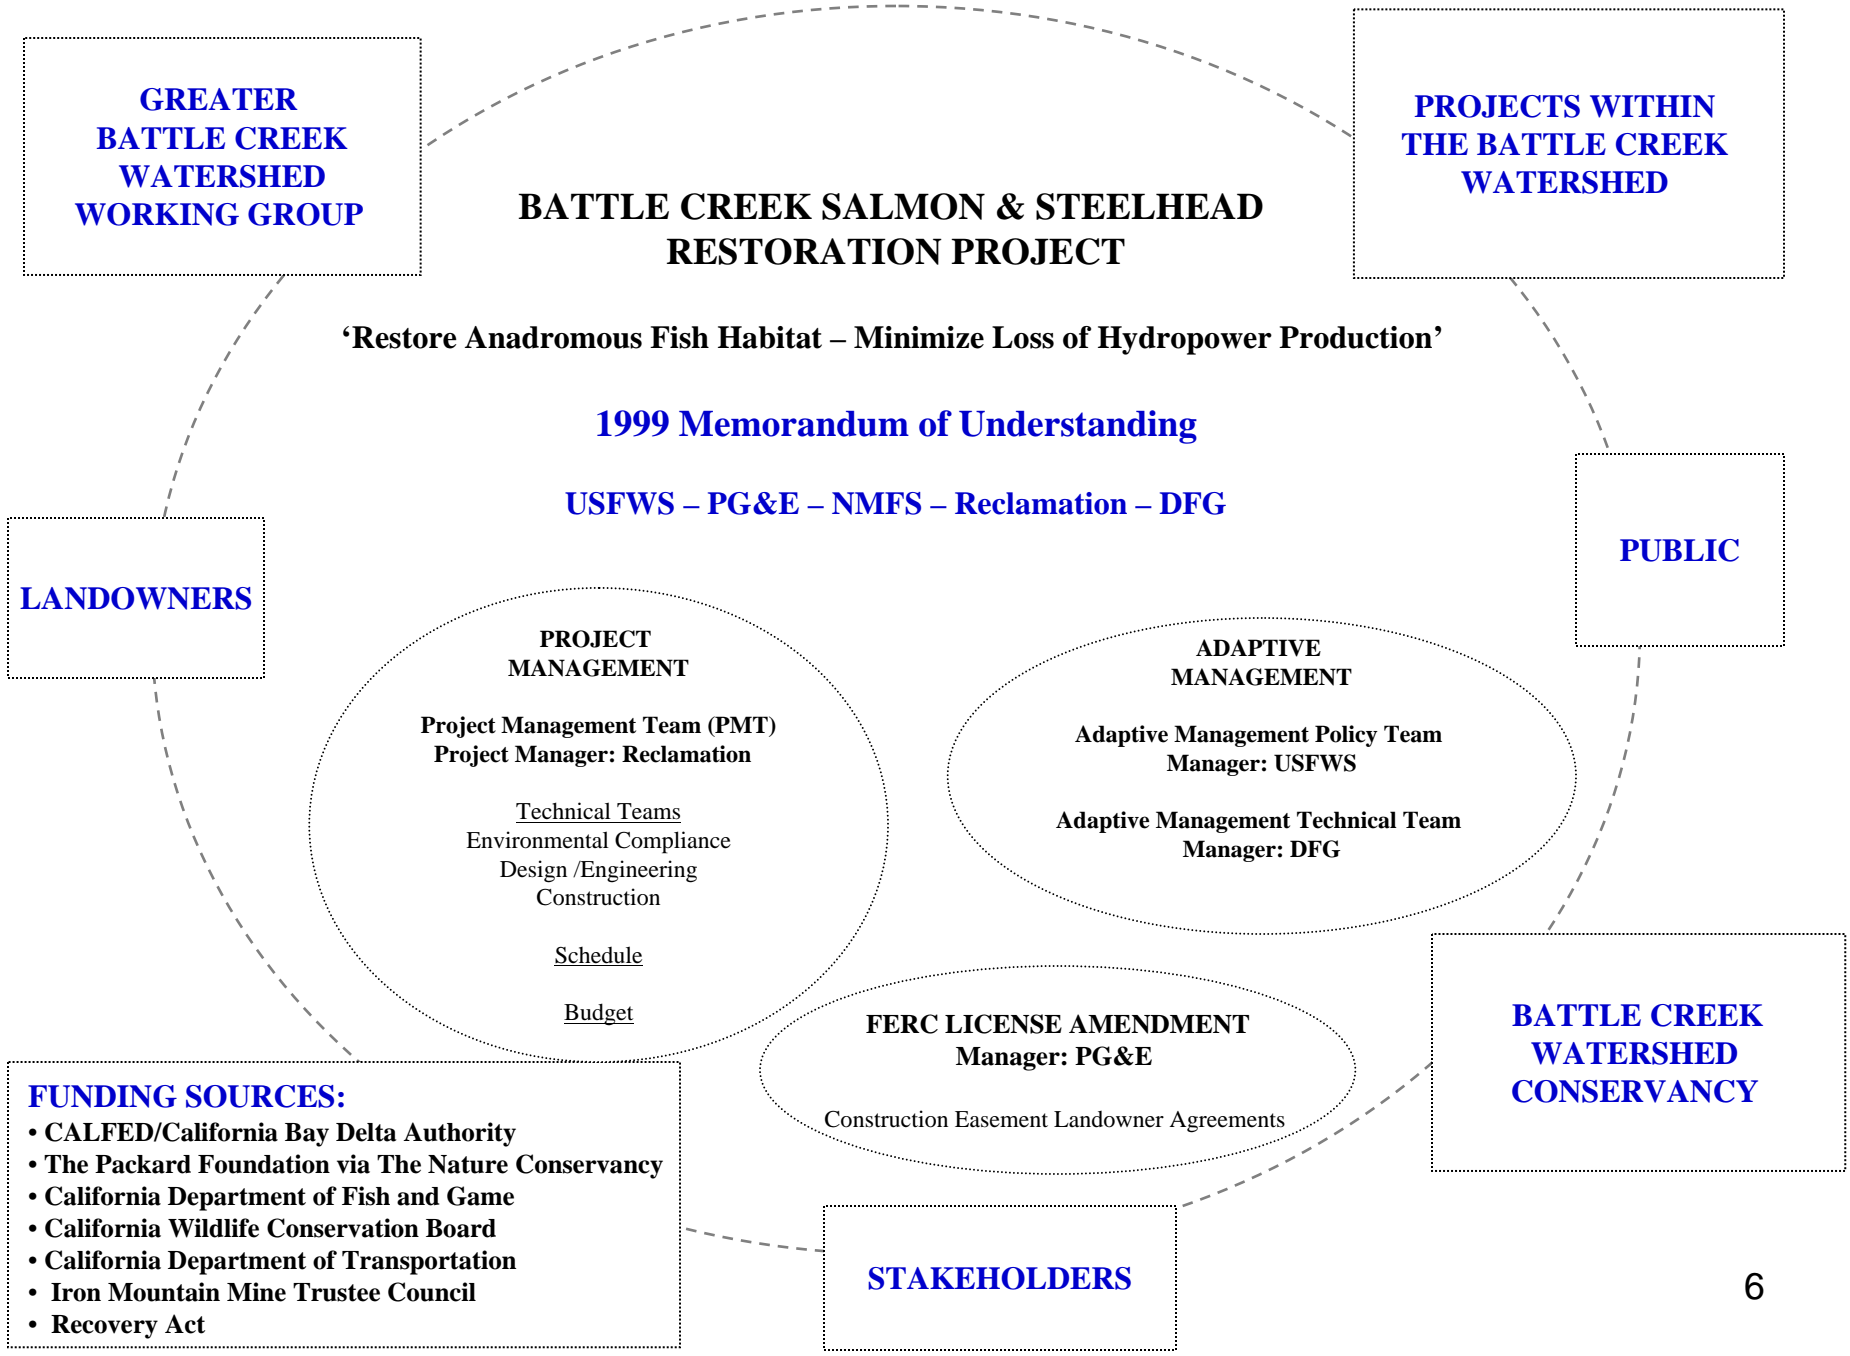 GREATER
BATTLE CREEK
WATERSHED
WORKING GROUP
PROJECTS WITHIN
THE BATTLE CREEK
WATERSHED
BATTLE CREEK SALMON & STEELHEAD
RESTORATION PROJECT
‘Restore Anadromous Fish Habitat – Minimize Loss of Hydropower Production’
1999 Memorandum of Understanding
USFWS – PG&E – NMFS – Reclamation – DFG
LANDOWNERS
PUBLIC
PROJECT
MANAGEMENT
Project Management Team (PMT)
Project Manager: Reclamation
Technical Teams
Environmental Compliance
Design /Engineering
Construction
Schedule
Budget
ADAPTIVE
MANAGEMENT
Adaptive Management Policy Team
Manager: USFWS
Adaptive Management Technical Team
Manager: DFG
FERC LICENSE AMENDMENT
Manager: PG&E
Construction Easement Landowner Agreements
BATTLE CREEK
WATERSHED
CONSERVANCY
FUNDING SOURCES:
• CALFED/California Bay Delta Authority
• The Packard Foundation via The Nature Conservancy
• California Department of Fish and Game
• California Wildlife Conservation Board
• California Department of Transportation
• Iron Mountain Mine Trustee Council
• Recovery Act
STAKEHOLDERS
6